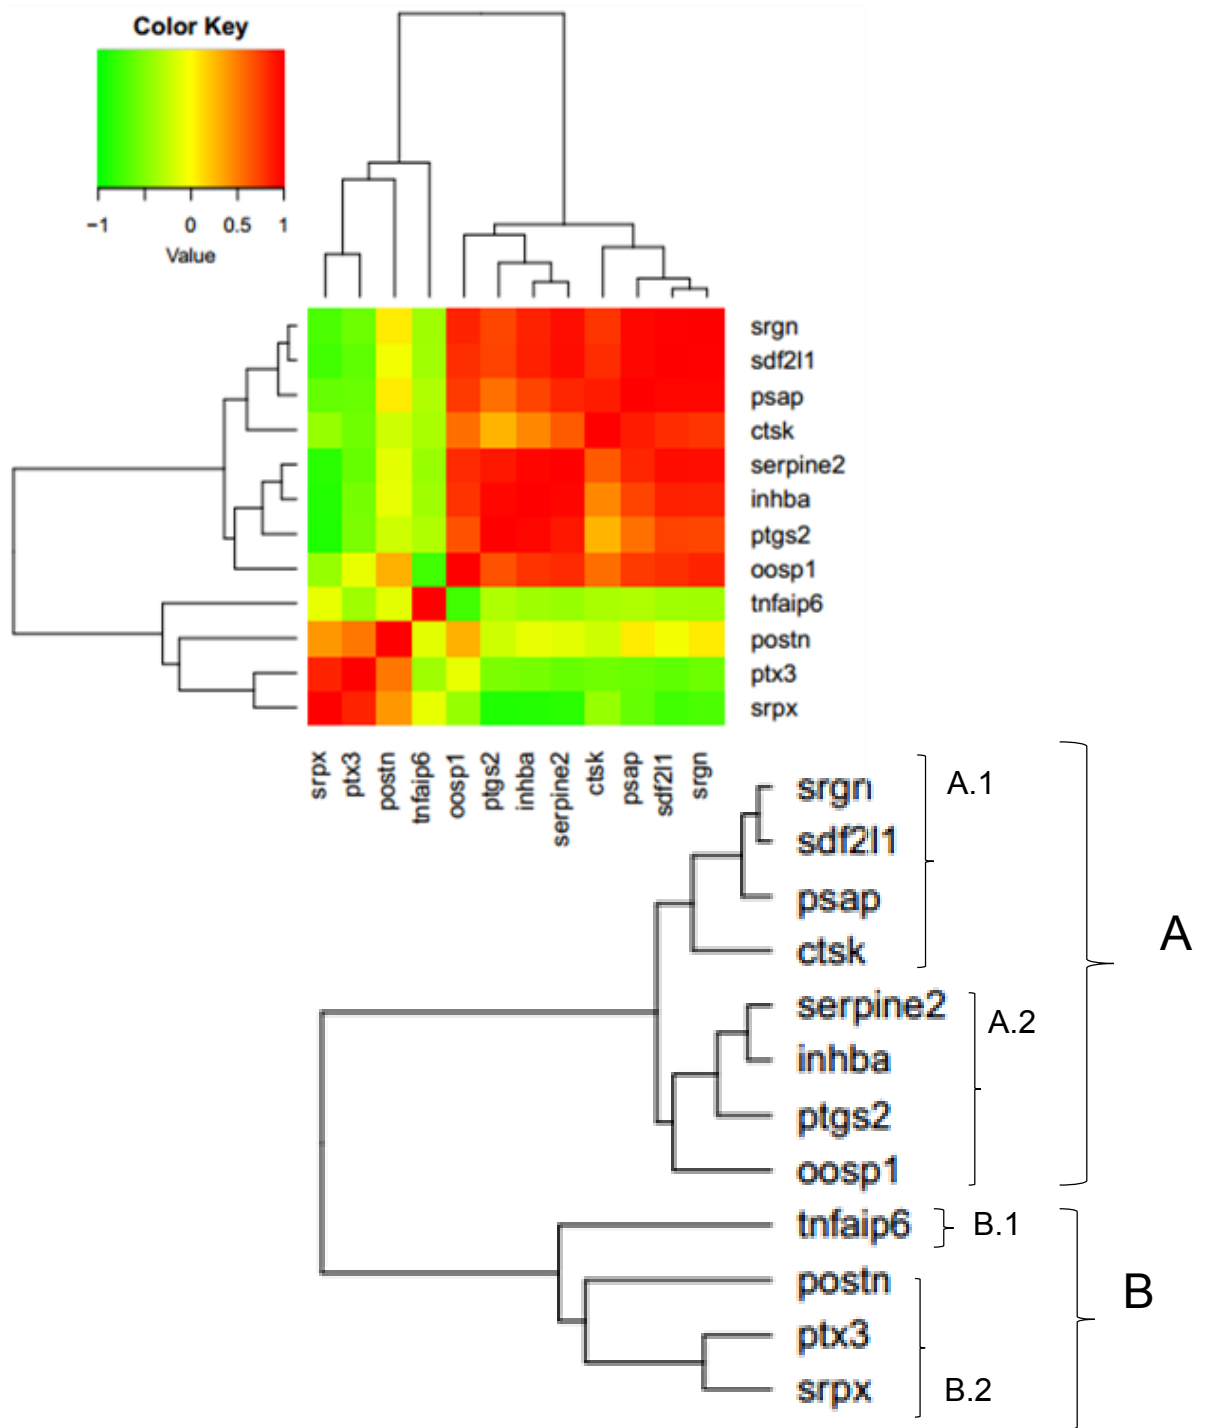 Color Key
−1 0 0.5 1
Value
srgn
sdf2l1
psap
ctsk
serpine2
inhba
ptgs2
oosp1
tnfaip6
postn
ptx3
srpx
srpx
ptx3
postn
tnfaip6
oosp1
ptgs2
inhba
serpine2
ctsk
psap
sdf2l1
srgn
srgn A.1
sdf2l1
psap
ctsk
A
serpine2 A.2
inhba
ptgs2
oosp1
tnfaip6 B.1
postn
B
ptx3
srpx B.2